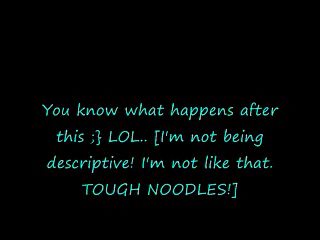 You know what happens after
this ;} LOL.. [I'm not being
descriptive! I'm not like that.
TOUGH NOODLES!]